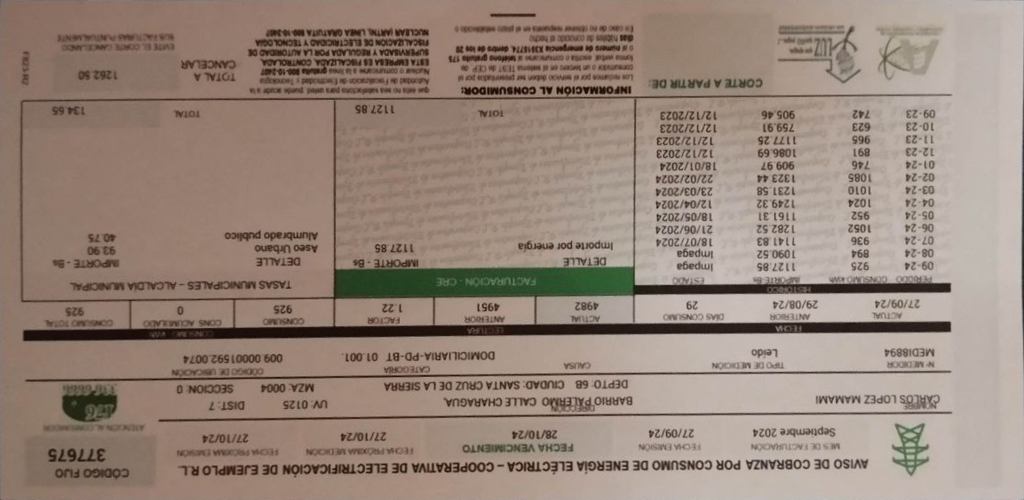 AVISO DE COBRANZA POR CONSUMO DE ENERGÍA ELÉCTRICA – COOPERATIVA DE ELECTRIFICACIÓN DE EJEMPLO R.L.
CÓDIGO FIJO
377675
MES DE FACTURACIÓN FECHA EMISIÓN FECHA VENCIMIENTO FECHA PRÓXIMA MEDICIÓN FECHA PRÓXIMA EMISIÓN
Septiembre 2024 27/09/24 28/10/24 27/10/24 27/10/24
ATENCIÓN AL CONSUMIDOR
176
NOMBRE DIRECCIÓN
CARLOS LOPEZ MAMAMI BARRIO PALERMO CALLE CHARAGUA, UV: 0125 DIST: 7
DEPTO: 6B CIUDAD: SANTA CRUZ DE LA SIERRA MZA: 0004 SECCION: 0
N° MEDIDOR TIPO DE MEDICIÓN CAUSA CATEGORÍA CÓDIGO DE UBICACIÓN
MEDI8894 Leído DOMICILIARIA-PD-BT 01 001. 009 00001592.0074
FECHA LECTURA CONSUMO - kWh
ACTUAL ANTERIOR DÍAS CONSUMO ACTUAL ANTERIOR FACTOR CONSUMO CONS ACUMULADO CONSUMO TOTAL
27/09/24 29/08/24 29 4982 4951 1.22 925 0 925
HISTÓRICO FACTURACIÓN - CRE TASAS MUNICIPALES – ALCALDÍA MUNICIPAL
PERIODO CONSUMO kWh IMPORTE-Bs ESTADO
09-24 925 1127.85 Impaga
08-24 894 1090.52 Impaga
07-24 936 1141.83 18/07/2024
06-24 1052 1282.52 21/06/2024
05-24 952 1161.31 18/05/2024
04-24 1024 1249.32 12/04/2024
03-24 1010 1231.58 23/03/2024
02-24 1085 1323.44 22/02/2024
01-24 746 909.97 18/01/2024
12-23 891 1086.69 12/12/2023
11-23 965 1177.25 12/12/2023
10-23 623 759.91 12/12/2023
09-23 742 905.46 12/12/2023
DETALLE IMPORTE - Bs
Importe por energía 1127.85
TOTAL 1127.85
DETALLE IMPORTE - Bs
Aseo Urbano 93.90
Alumbrado publico 40.75
TOTAL 134.65
CORTE A PARTIR DE:
INFORMACIÓN AL CONSUMIDOR:
Los reclamos por el servicio deben ser presentados por el
consumidor o un tercero en el sistema
forma verbal, escrita o comunicarse al teléfono gratuito 175
o al número de emergencia 83616774, dentro de los 20
días hábiles de conocido el hecho
En caso de no obtener respuesta en el plazo establecido o
que esta no sea satisfactoria para usted, puede acudir a la
Autoridad de Fiscalización de Electricidad y Tecnología
Nuclear o comunicarse a la línea gratuita 800-10-2407
ESTA EMPRESA ES FISCALIZADA, CONTROLADA,
SUPERVISADA Y REGULADA POR LA AUTORIDAD DE
FISCALIZACIÓN DE ELECTRICIDAD Y TECNOLOGÍA
NUCLEAR (AETN), LÍNEA GRATUITA 800-10-2407
TOTAL A
CANCELAR
1262.50
EVITE EL CORTE CANCELANDO
SUS FACTURAS PUNTUALMENTE